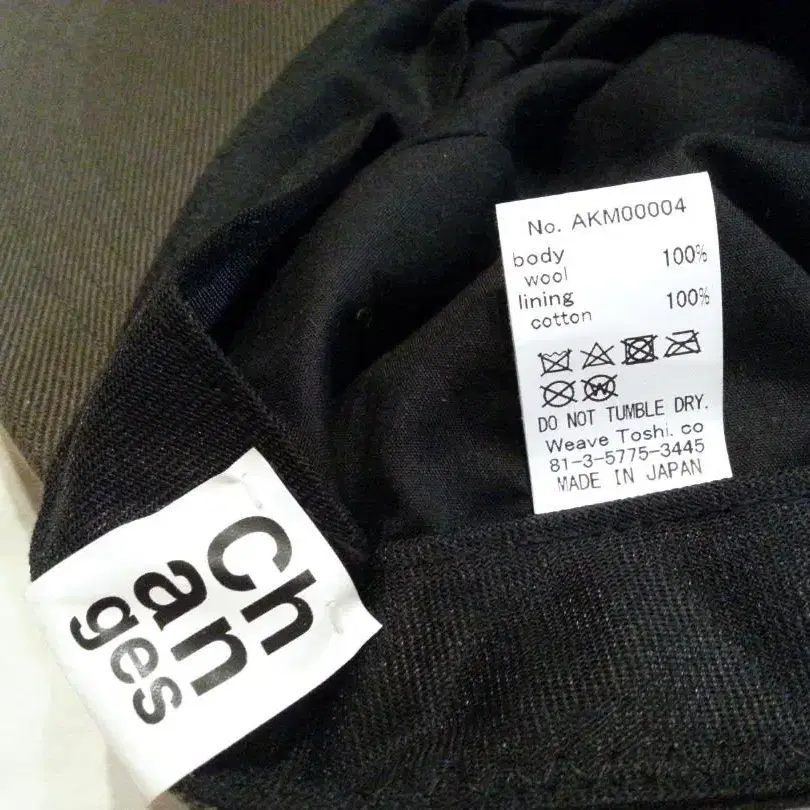 No. AKM00004
body 100%
wool
lining 100%
cotton
W
DO NOT TUMBLE DRY.
Weave Toshi. co
81-3-5775-3445
MADE IN JAPAN
Ch
an
ges